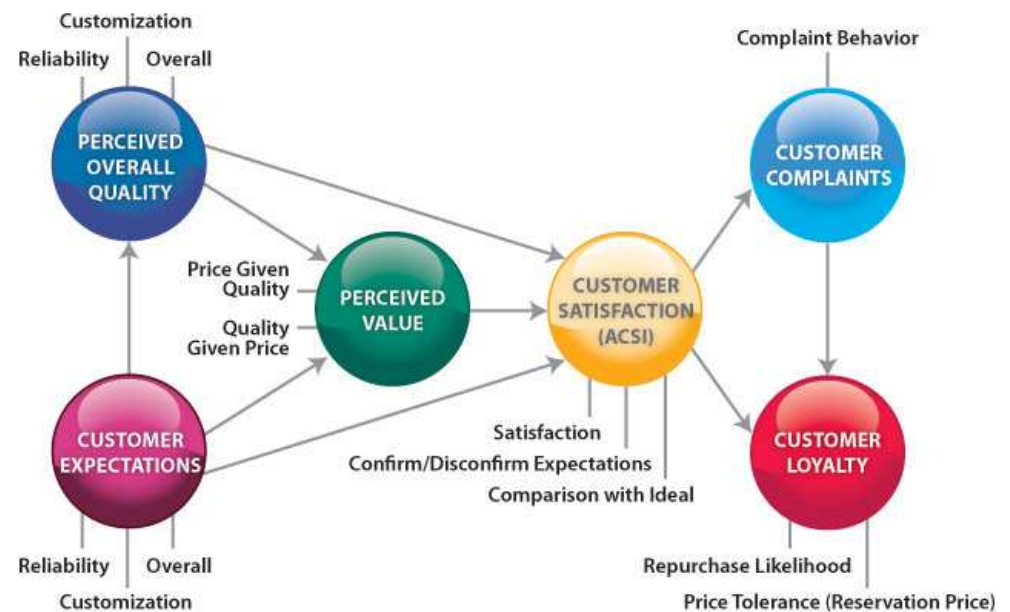 Customization
Reliability
Overall
PERCEIVED
OVERALL
QUALITY
Complaint Behavior
CUSTOMER
COMPLAINTS
Price Given
Quality
Quality
Given Price
PERCEIVED
VALUE
CUSTOMER
SATISFACTION
(ACSI)
CUSTOMER
EXPECTATIONS
Reliability
Overall
Customization
Satisfaction
Confirm/Disconfirm Expectations
Comparison with Ideal
CUSTOMER
LOYALTY
Repurchase Likelihood
Price Tolerance (Reservation Price)